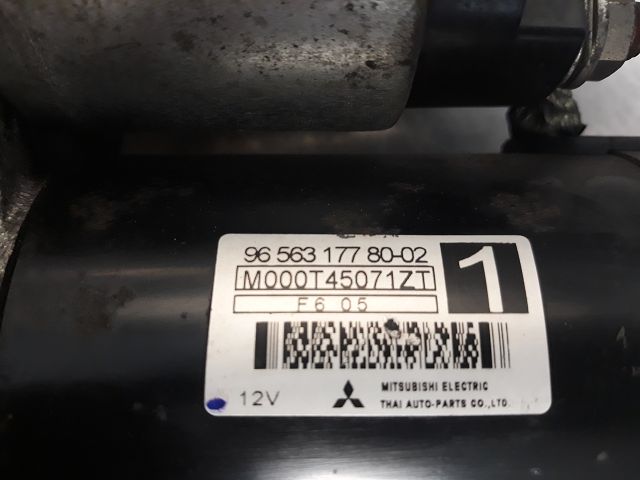 96 563 177 80-02
1
M000T45071ZT
F6 05
12V
MITSUBISHI ELECTRIC
THAI AUTO-PARTS CO.,LTD.